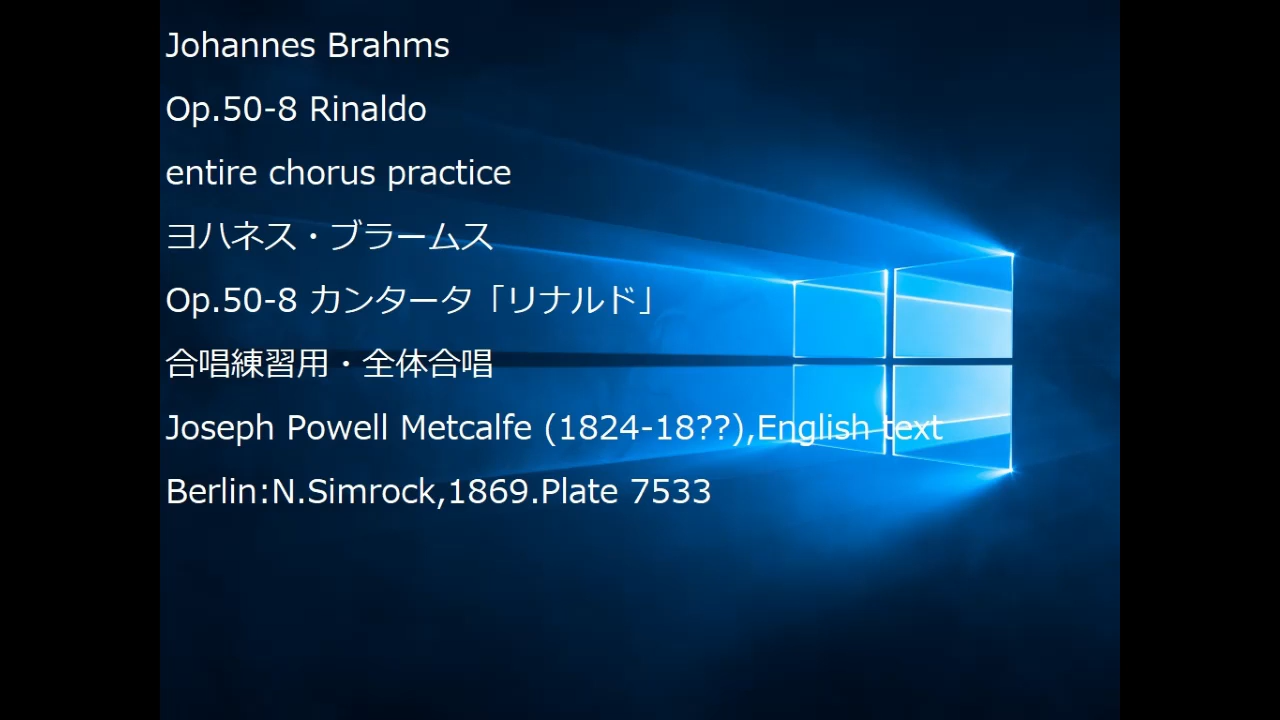 Johannes Brahms
Op.50-8 Rinaldo
entire chorus practice
ヨハネス・ブラームス
Op.50-8 カンタータ「リナルド」
合唱練習用・全体合唱
Joseph Powell Metcalfe (1824-18??),English text
Berlin:N.Simrock,1869.Plate 7533